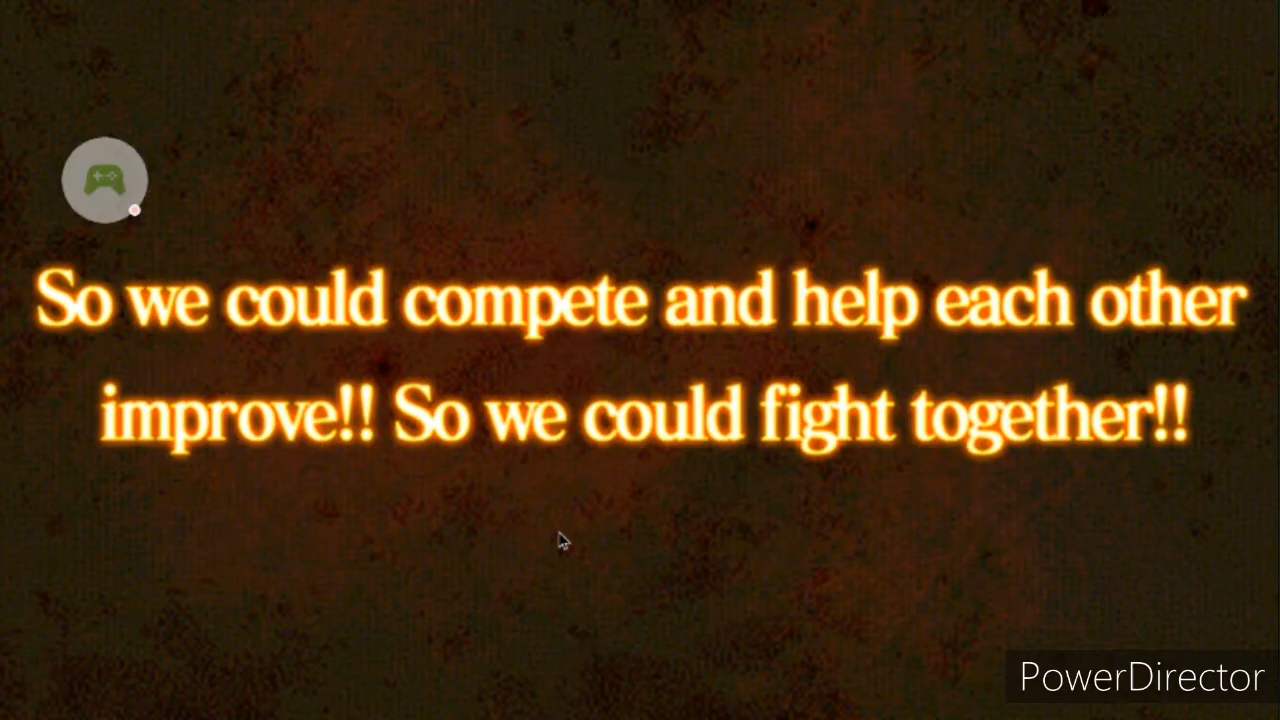 So we could compete and help each other
improve!! So we could fight together!!
PowerDirector